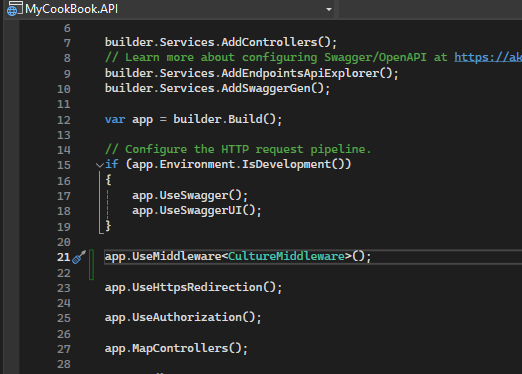 MyCookBook.API
6
7 builder.Services.AddControllers();
8 // Learn more about configuring Swagger/OpenAPI at https://ak
9 builder.Services.AddEndpointsApiExplorer();
10 builder.Services.AddSwaggerGen();
11
12 var app = builder.Build();
13
14 // Configure the HTTP request pipeline.
15 if (app.Environment.IsDevelopment())
16 {
17 app.UseSwagger();
18 app.UseSwaggerUI();
19 }
20
21 app.UseMiddleware<CultureMiddleware>();
22
23 app.UseHttpsRedirection();
24
25 app.UseAuthorization();
26
27 app.MapControllers();
28